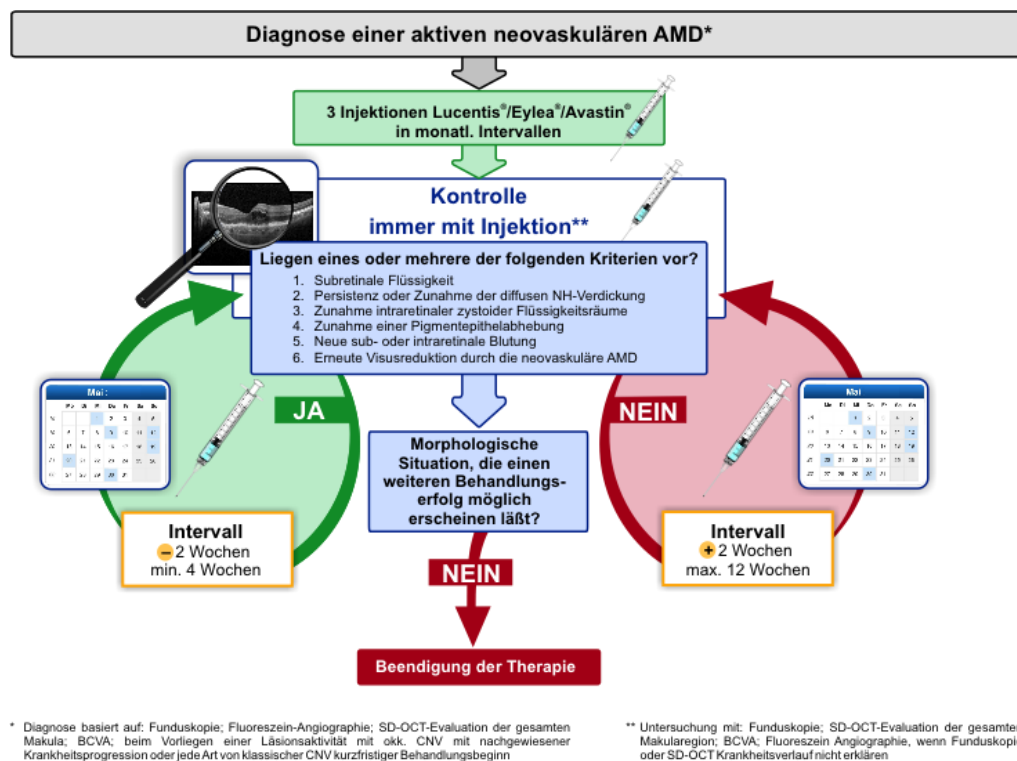 Diagnose einer aktiven neovaskulären AMD*
3 Injektionen Lucentis®/Eylea®/Avastin®
in monatl. Intervallen
Kontrolle
immer mit Injektion**
Liegen eines oder mehrere der folgenden Kriterien vor?
1. Subretinale Flüssigkeit
2. Persistenz oder Zunahme der diffusen NH-Verdickung
3. Zunahme intraretinaler zystoider Flüssigkeitsräume
4. Zunahme einer Pigmentepithelabhebung
5. Neue sub- oder intraretinale Blutung
6. Erneute Visusreduktion durch die neovaskuläre AMD
Mai
JA
Intervall
− 2 Wochen
min. 4 Wochen
Morphologische
Situation, die einen
weiteren Behandlungs-
erfolg möglich
erscheinen läßt?
NEIN
Beendigung der Therapie
NEIN
Mai
Intervall
+ 2 Wochen
max. 12 Wochen
* Diagnose basiert auf: Funduskopie; Fluoreszein-Angiographie; SD-OCT-Evaluation der gesamten
Makula; BCVA; beim Vorliegen einer Läsionsaktivität mit okk. CNV mit nachgewiesener
Krankheitsprogression oder jede Art von klassischer CNV kurzfristiger Behandlungsbeginn
** Untersuchung mit: Funduskopie; SD-OCT-Evaluation der gesamten
Makularegion; BCVA; Fluoreszein Angiographie, wenn Funduskopie
oder SD-OCT Krankheitsverlauf nicht erklären